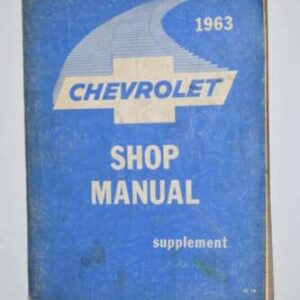 1963
CHEVROLET
SHOP
MANUAL
supplement